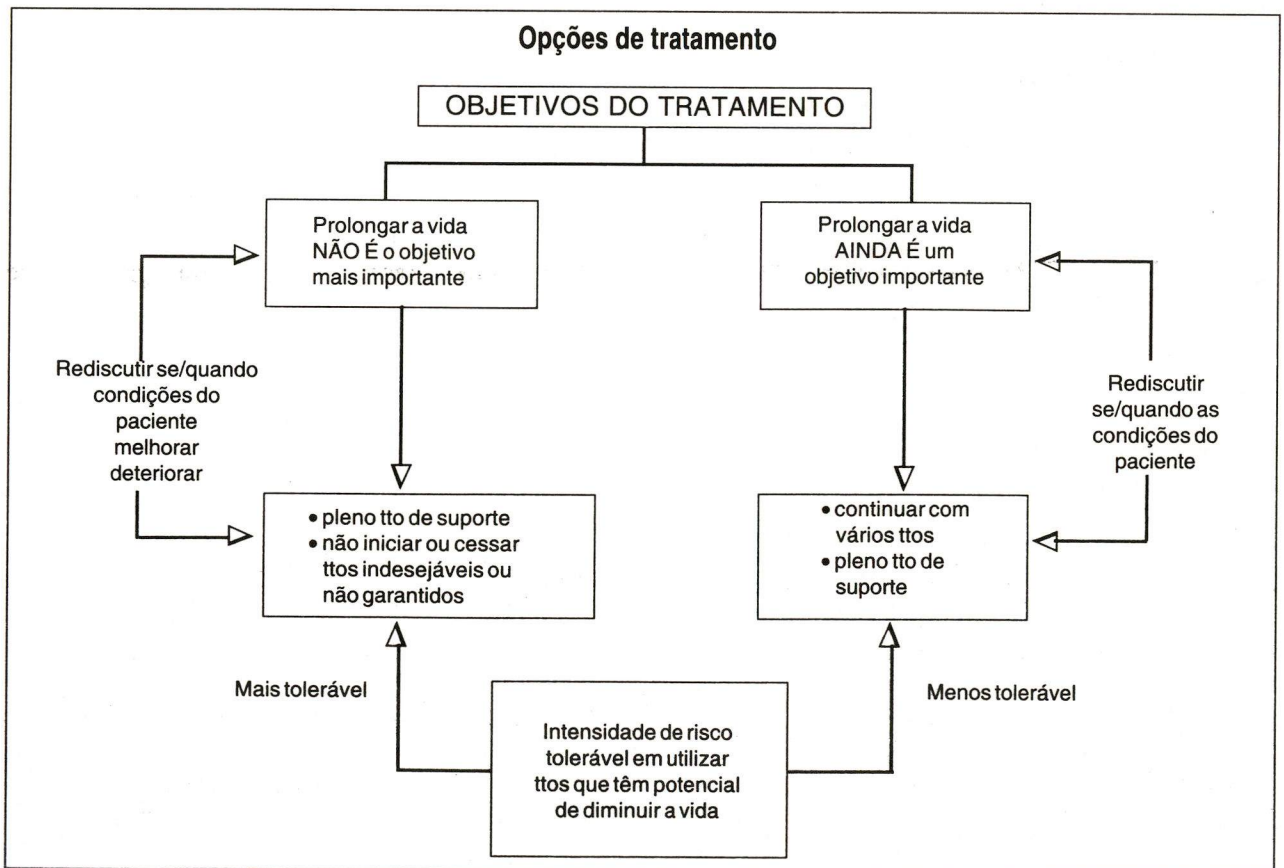 Opções de tratamento
OBJETIVOS DO TRATAMENTO
Prolongar a vida
NÃO É o objetivo
mais importante
Prolongar a vida
AINDA É um
objetivo importante
Rediscutir se/quando
condições do
paciente
melhorar
deteriorar
Rediscutir
se/quando as
condições do
paciente
• pleno tto de suporte
• não iniciar ou cessar
ttos indesejáveis ou
não garantidos
• continuar com
vários ttos
• pleno tto de
suporte
Mais tolerável
Menos tolerável
Intensidade de risco
tolerável em utilizar
ttos que têm potencial
de diminuir a vida